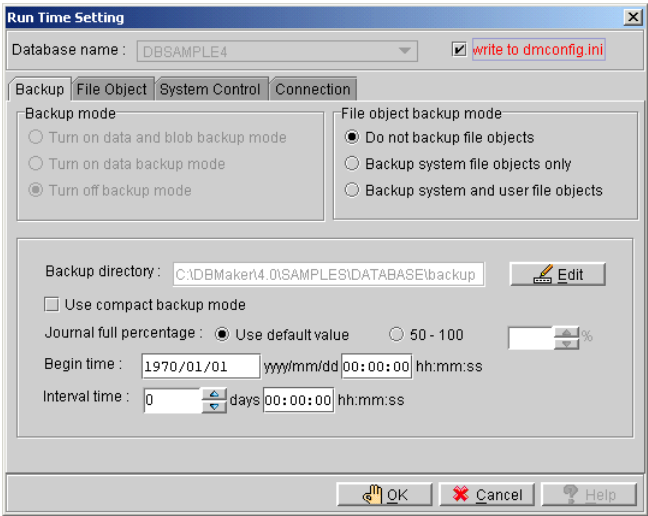 Run Time Setting
Database name : DBSAMPLE4 write to dmconfig.ini
Backup File Object System Control Connection
Backup mode
Turn on data and blob backup mode
Turn on data backup mode
Turn off backup mode
File object backup mode
Do not backup file objects
Backup system file objects only
Backup system and user file objects
Backup directory : C:\DBMaker\4.0\SAMPLES\DATABASE\backup Edit
Use compact backup mode
Journal full percentage : Use default value 50 - 100 %
Begin time : 1970/01/01 yyyy/mm/dd 00:00:00 hh:mm:ss
Interval time : 0 days 00:00:00 hh:mm:ss
OK Cancel Help